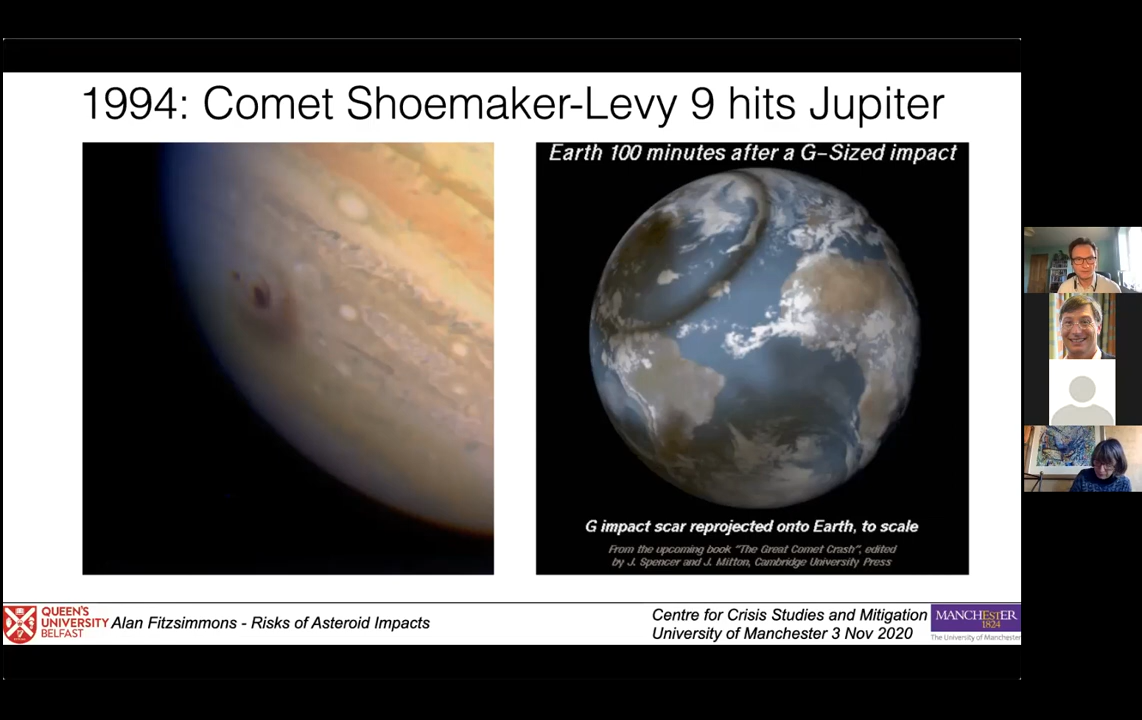 1994: Comet Shoemaker-Levy 9 hits Jupiter
Earth 100 minutes after a G-Sized impact
G impact scar reprojected onto Earth, to scale
From the upcoming book "The Great Comet Crash", edited
by J. Spencer and J. Mitton, Cambridge University Press
QUEEN'S
UNIVERSITY
BELFAST
Alan Fitzsimmons - Risks of Asteroid Impacts
Centre for Crisis Studies and Mitigation
University of Manchester 3 Nov 2020
MANCHESTER
1824
The University of Manchester